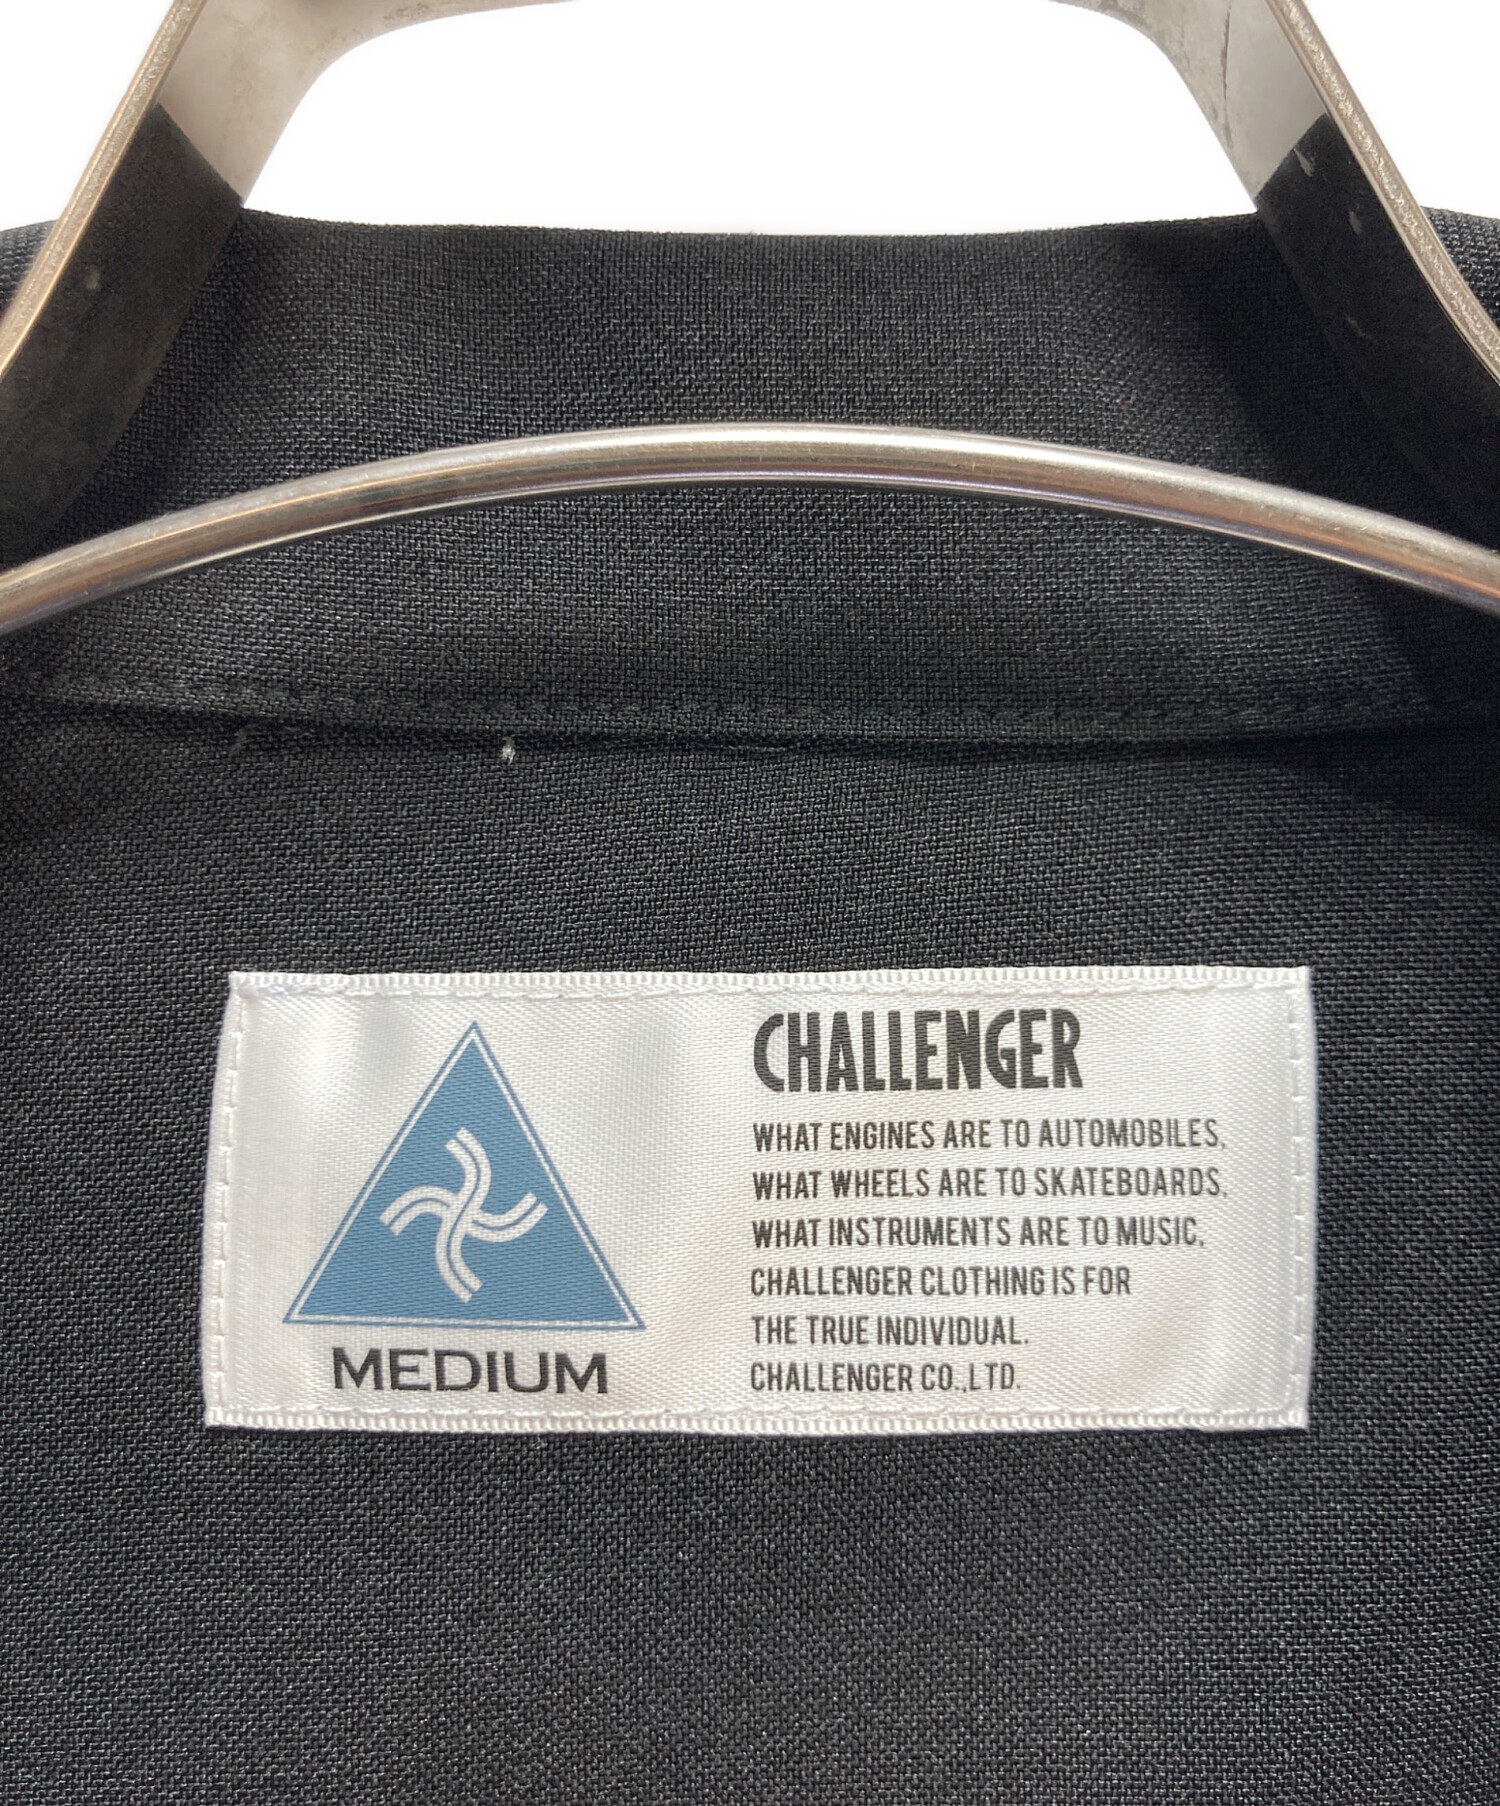 CHALLENGER
WHAT ENGINES ARE TO AUTOMOBILES,
WHAT WHEELS ARE TO SKATEBOARDS,
WHAT INSTRUMENTS ARE TO MUSIC,
CHALLENGER CLOTHING IS FOR
THE TRUE INDIVIDUAL.
CHALLENGER CO.,LTD.
MEDIUM